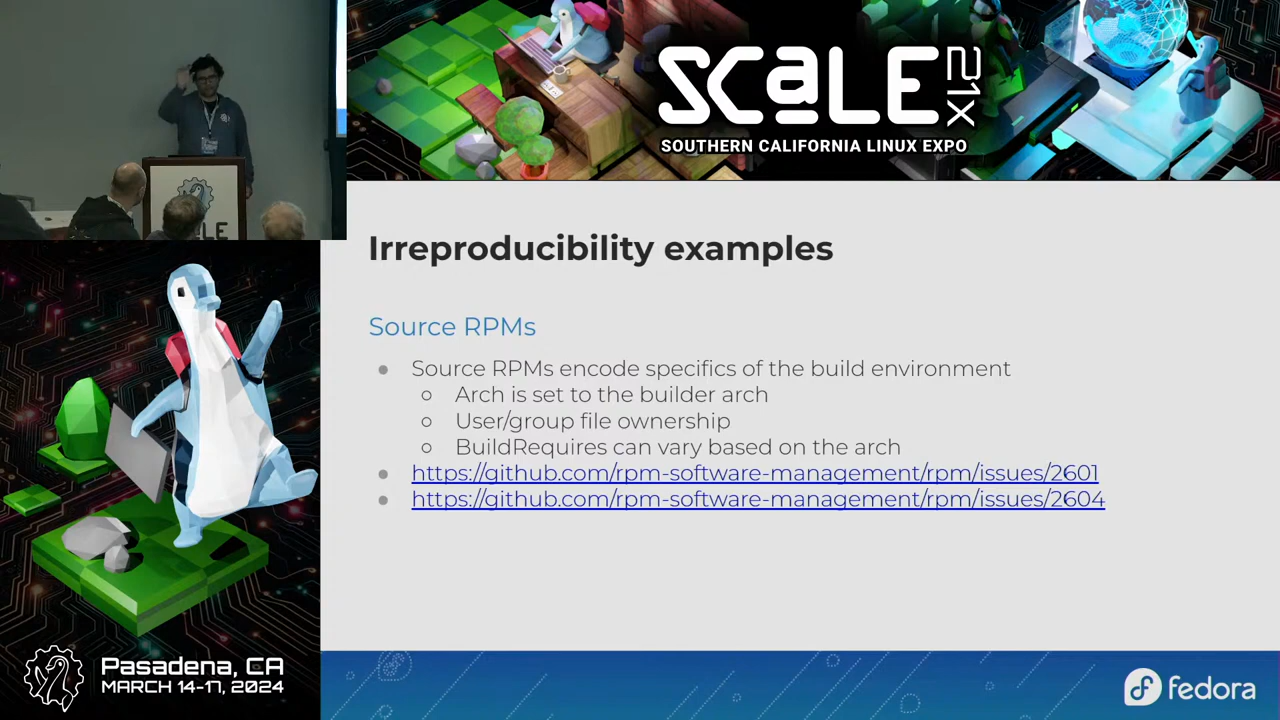 SCaLE 21x
SOUTHERN CALIFORNIA LINUX EXPO
Irreproducibility examples
Source RPMs
Source RPMs encode specifics of the build environment
Arch is set to the builder arch
User/group file ownership
BuildRequires can vary based on the arch
https://github.com/rpm-software-management/rpm/issues/2601
https://github.com/rpm-software-management/rpm/issues/2604
Pasadena, CA
MARCH 14-17, 2024
fedora